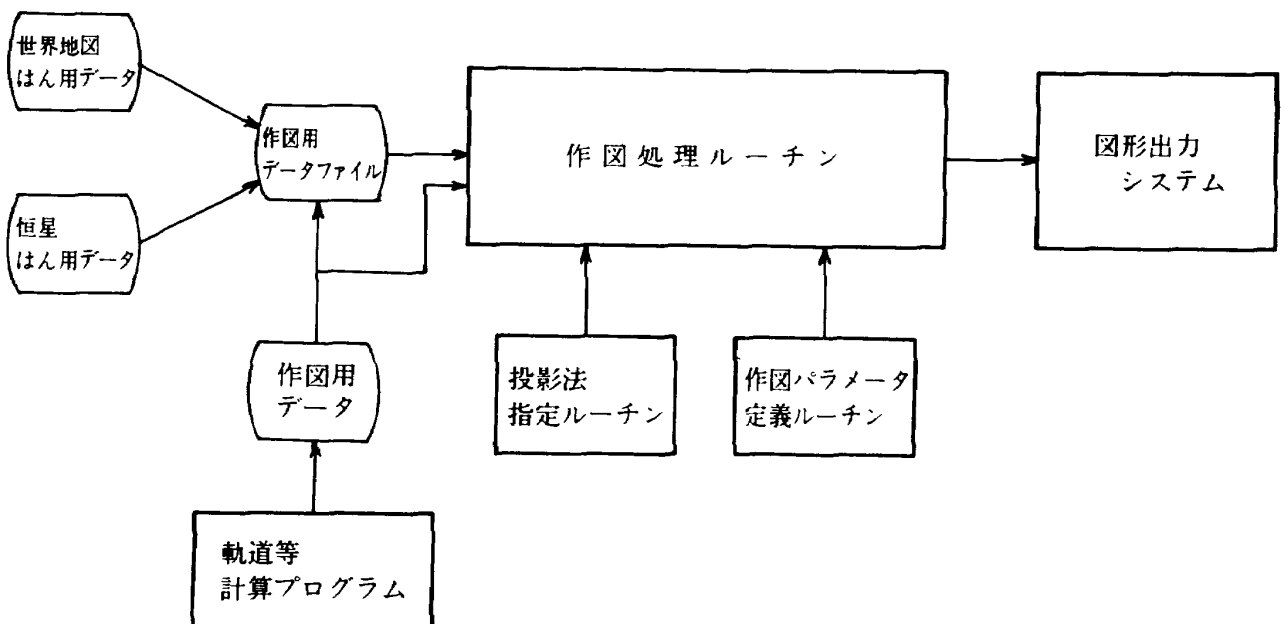 世界地図
はん用データ
恒星
はん用データ
作図用
データファイル
作図処理ルーチン
図形出力
システム
作図用
データ
投影法
指定ルーチン
作図パラメータ
定義ルーチン
軌道等
計算プログラム